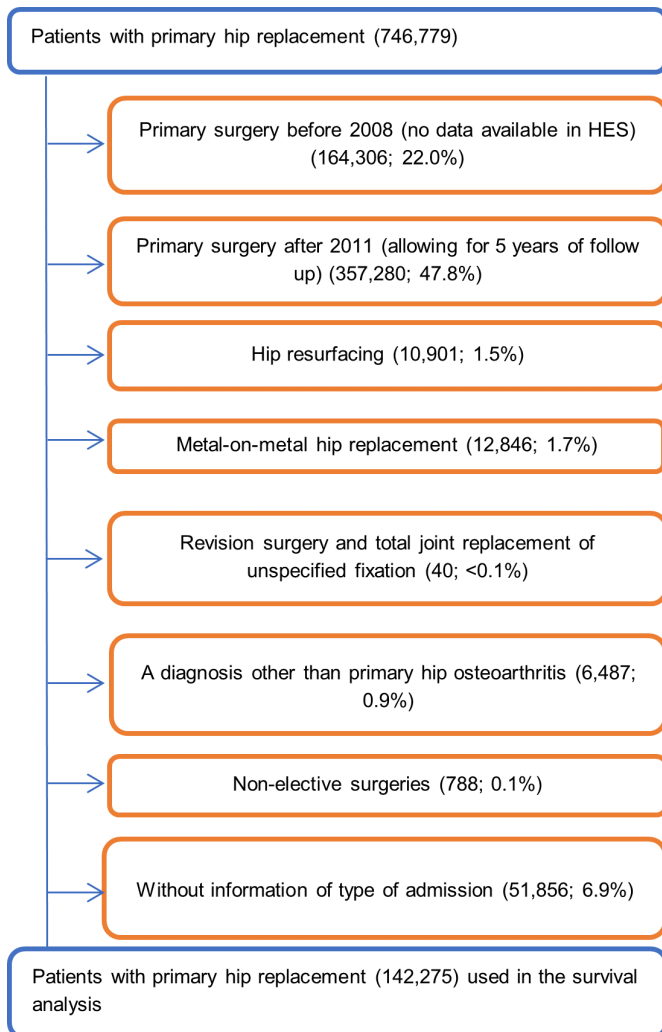 Patients with primary hip replacement (746,779)
Primary surgery before 2008 (no data available in HES)
(164,306; 22.0%)
Primary surgery after 2011 (allowing for 5 years of follow
up) (357,280; 47.8%)
Hip resurfacing (10,901; 1.5%)
Metal-on-metal hip replacement (12,846; 1.7%)
Revision surgery and total joint replacement of
unspecified fixation (40; <0.1%)
A diagnosis other than primary hip osteoarthritis (6,487;
0.9%)
Non-elective surgeries (788; 0.1%)
Without information of type of admission (51,856; 6.9%)
Patients with primary hip replacement (142,275) used in the survival
analysis